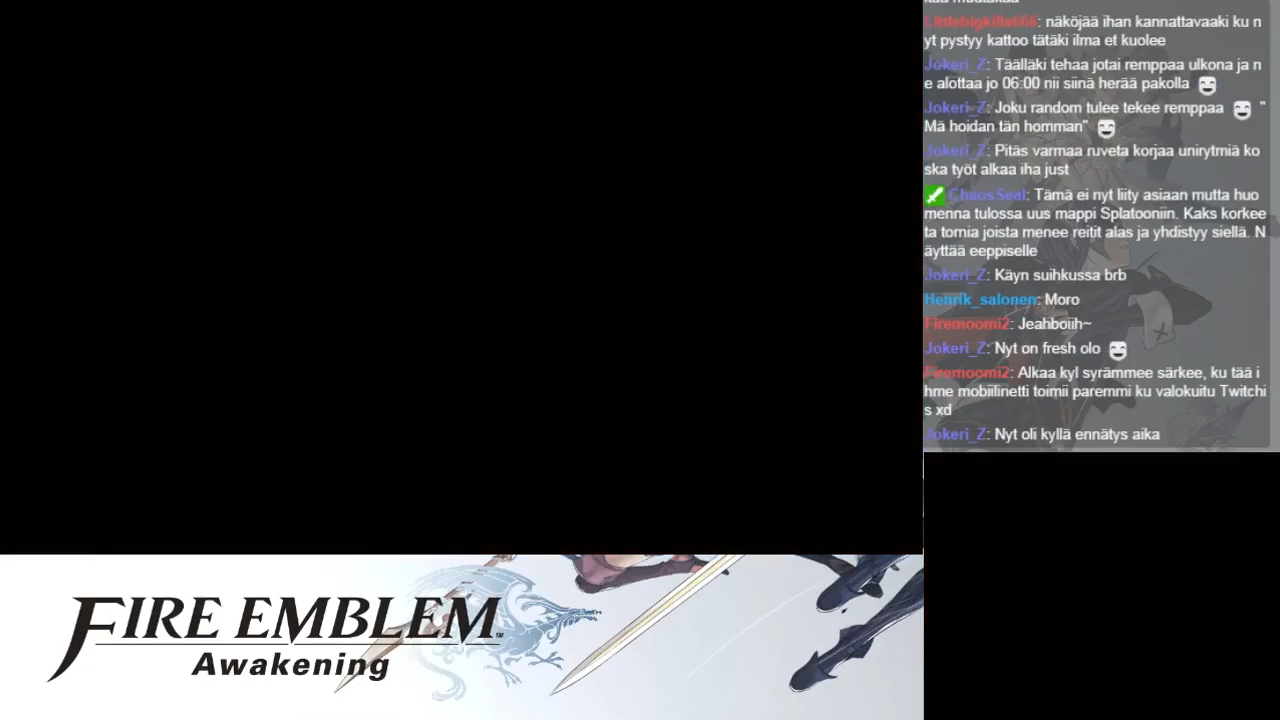 Littlebigkilla666: näköjää ihan kannattavaaki ku n
yt pystyy kattoo tätäki ilma et kuolee
Jokeri_Z: Täälläki tehaa jotai remppaa ulkona ja n
e alottaa jo 06:00 nii siinä herää pakolla
Jokeri_Z: Joku random tulee tekee remppaa "
Mä hoidan tän homman"
Jokeri_Z: Pitäs varmaa ruveta korjaa unirytmiä ko
ska työt alkaa iha just
ChaosSeal: Tämä ei nyt liity asiaan mutta huo
menna tulossa uus mappi Splatooniin. Kaks korkee
ta tornia joista menee reitit alas ja yhdistyy siellä. N
äyttää eeppiselle
Jokeri_Z: Käyn suihkussa brb
Henrik_salonen: Moro
Firemoomi2: Jeahboiih~
Jokeri_Z: Nyt on fresh olo
Firemoomi2: Alkaa kyl syrämmee särkee, ku tää i
hme mobiilinetti toimii paremmi ku valokuitu Twitchi
s xd
Jokeri_Z: Nyt oli kyllä ennätys aika
FIRE EMBLEM™
Awakening